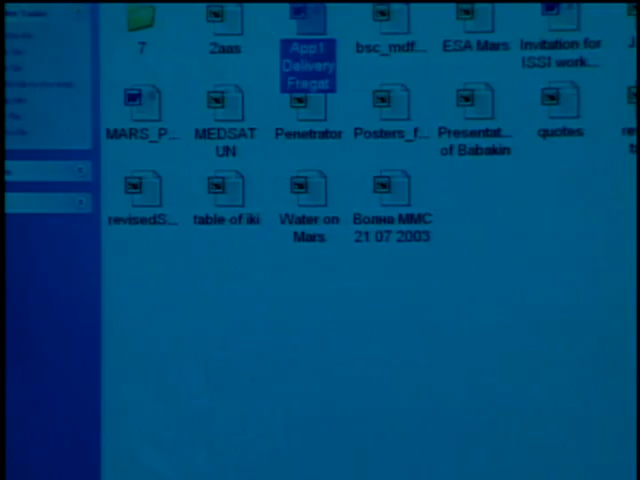 7
2aas
App1
Delivery
Fregat
bsc_mdf...
ESA Mars
Invitation for
ISSI work...
MARS_P...
MEDSAT
UN
Penetrator
Posters_f...
Presentat...
of Babakin
quotes
revisedS...
table of iki
Water on
Mars
Волна ММС
21 07 2003